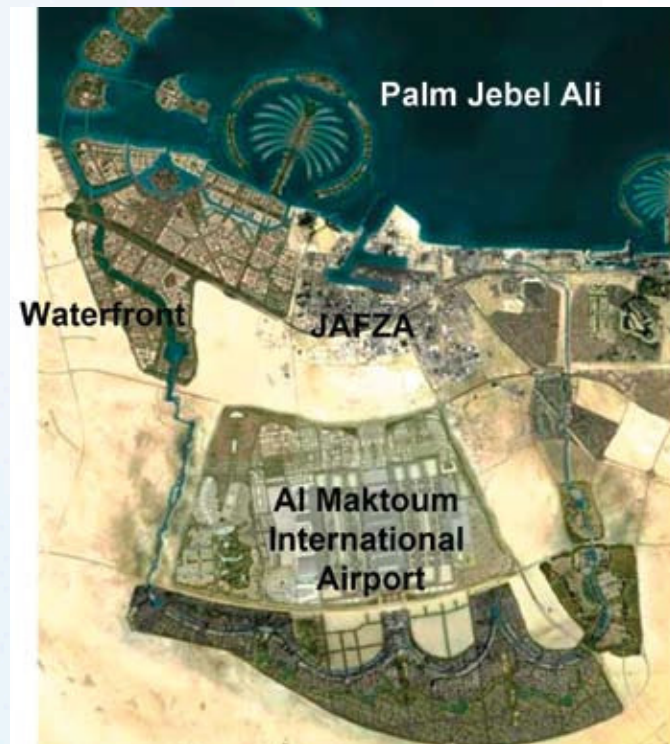 Palm Jebel Ali
Waterfront
JAFZA
Al Maktoum
International
Airport